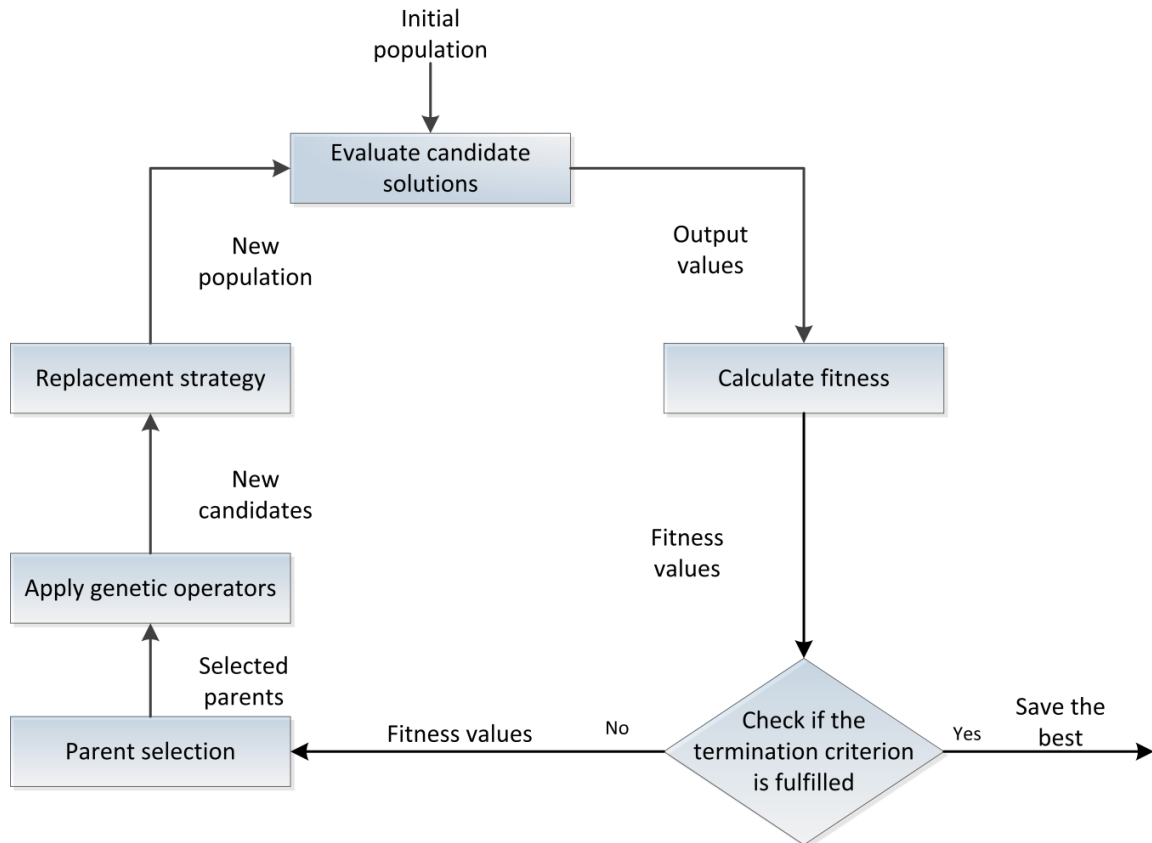 Initial
population
Evaluate candidate
solutions
New
population
Output
values
Replacement strategy
Calculate fitness
New
candidates
Fitness
values
Apply genetic operators
Selected
parents
Parent selection
Fitness values
No
Check if the
termination criterion
is fulfilled
Yes
Save the
best